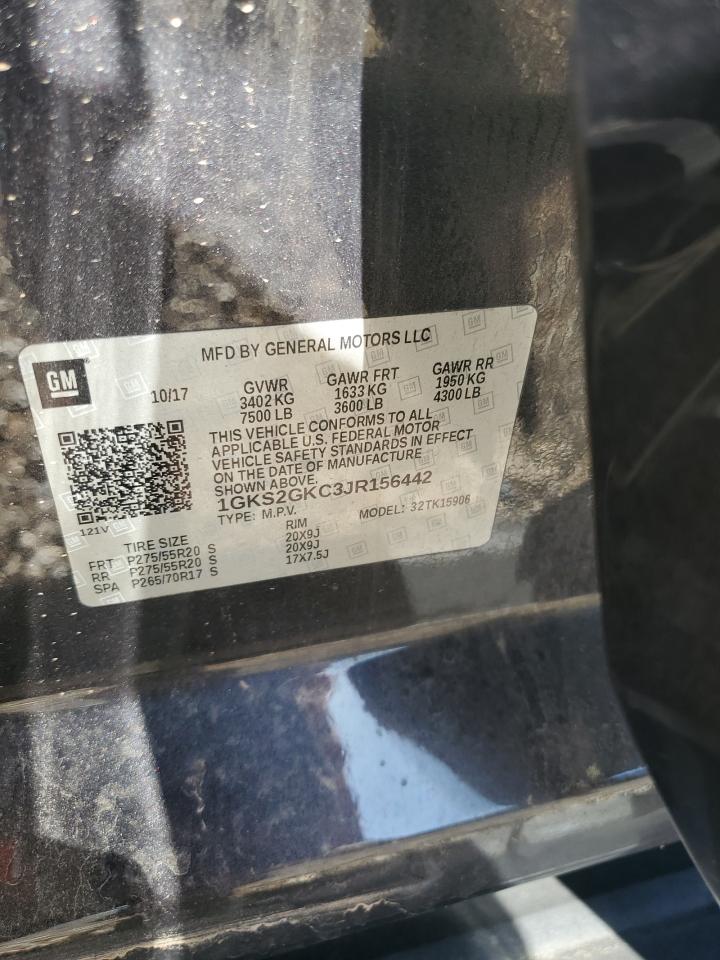 MFD BY GENERAL MOTORS LLC
GM
10/17
GVWR
3402 KG
7500 LB
GAWR FRT
1633 KG
3600 LB
GAWR RR
1950 KG
4300 LB
THIS VEHICLE CONFORMS TO ALL
APPLICABLE U.S. FEDERAL MOTOR
VEHICLE SAFETY STANDARDS IN EFFECT
ON THE DATE OF MANUFACTURE
SHOWN ABOVE.
1GKS2GKC3JR156442
TYPE: M.P.V. MODEL: 32TK15906
121V
TIRE SIZE RIM
FRT P275/55R20 S 20X9J
RR P275/55R20 S 20X9J
SPA P265/70R17 S 17X7.5J